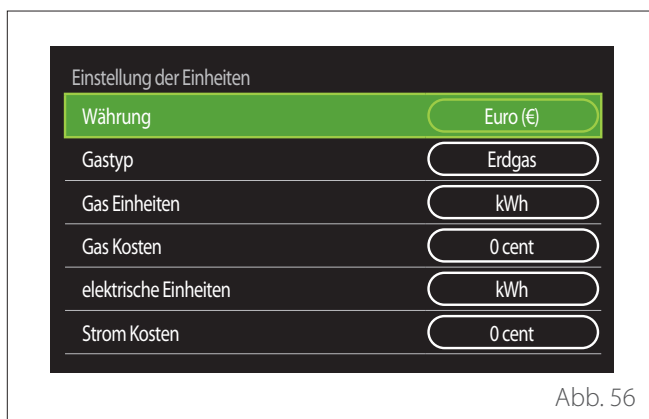 Einstellung der Einheiten
Währung Euro (€)
Gastyp Erdgas
Gas Einheiten kWh
Gas Kosten 0 cent
elektrische Einheiten kWh
Strom Kosten 0 cent
Abb. 56